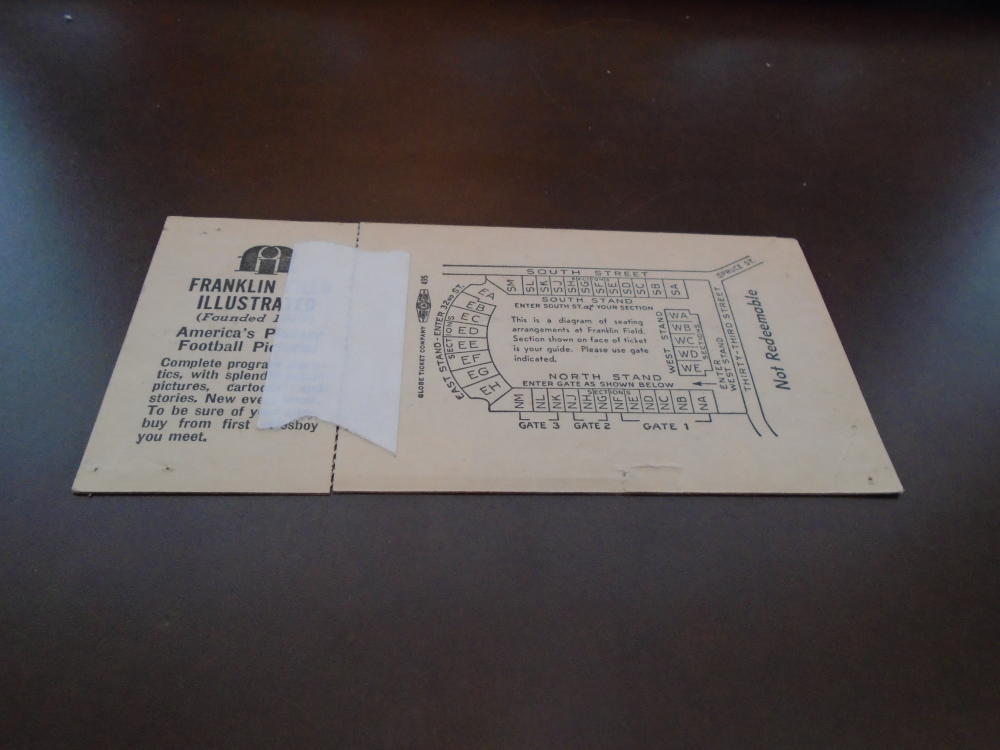 FRANKLIN
ILLUSTRATED
(Founded
America's
Football
Complete
tics, with
pictures,
stories. New
To be sure of
buy from first
you meet.
GLOBE TICKET COMPANY 495
SOUTH STREET
SPRUCE ST.
SM SL SK SJ SH SG SF SE SD SC SB SA
SECTIONS
SOUTH STAND
ENTER SOUTH ST. at YOUR SECTION
EAST STAND-ENTER 32ND ST.
SECTIONS
EA
EB
EC
ED
EE
EF
EG
EH
This is a diagram of seating
arrangements at Franklin Field.
Section shown on face of ticket
is your guide. Please use gate
indicated.
WEST STAND
WA
WB
WC
WD
WE
SECTIONS
ENTER
WEST STAND
THIRTY-THIRD STREET
Not Redeemable
NORTH STAND
ENTER GATE AS SHOWN BELOW
SECTIONS
NM NL NK NJ NH NG NF NE ND NC NB NA
GATE 3 GATE 2 GATE 1